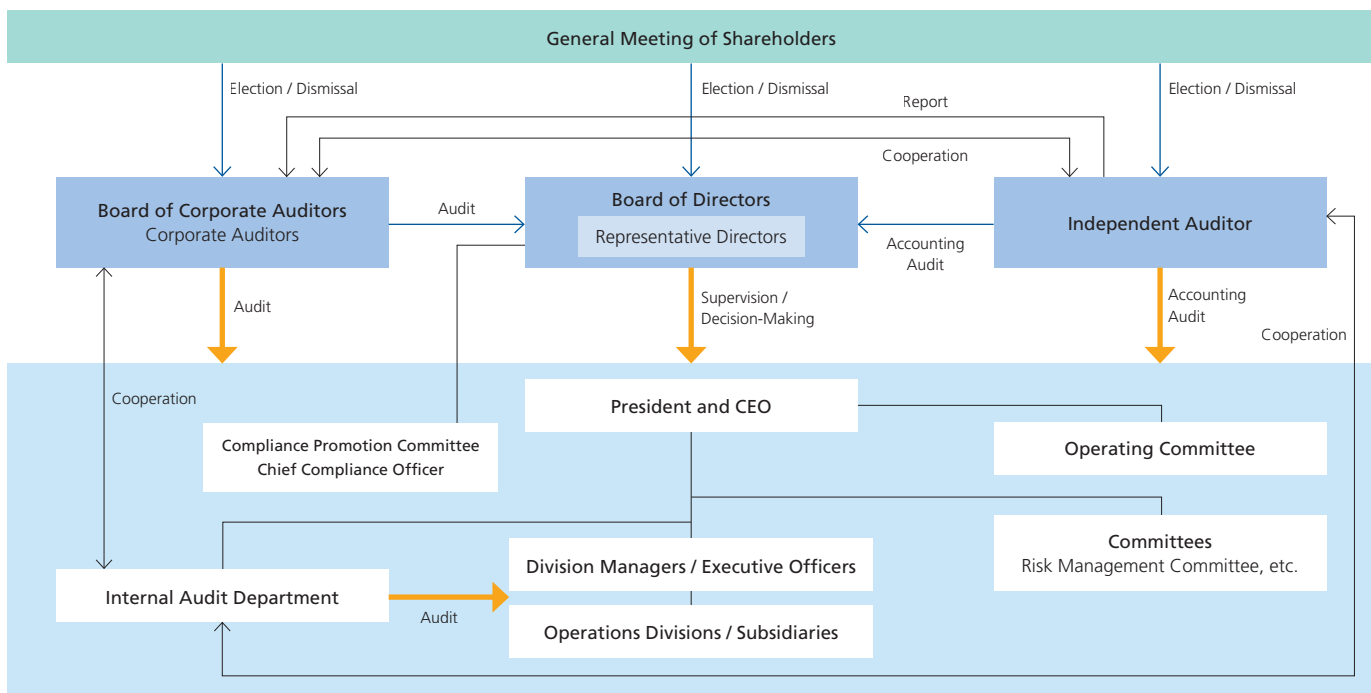 General Meeting of Shareholders
Election / Dismissal
Election / Dismissal
Election / Dismissal
Report
Cooperation
Board of Corporate Auditors
Corporate Auditors
Audit
Board of Directors
Representative Directors
Accounting
Audit
Independent Auditor
Audit
Supervision /
Decision-Making
Accounting
Audit
Cooperation
Cooperation
President and CEO
Compliance Promotion Committee
Chief Compliance Officer
Operating Committee
Committees
Risk Management Committee, etc.
Internal Audit Department
Audit
Division Managers / Executive Officers
Operations Divisions / Subsidiaries